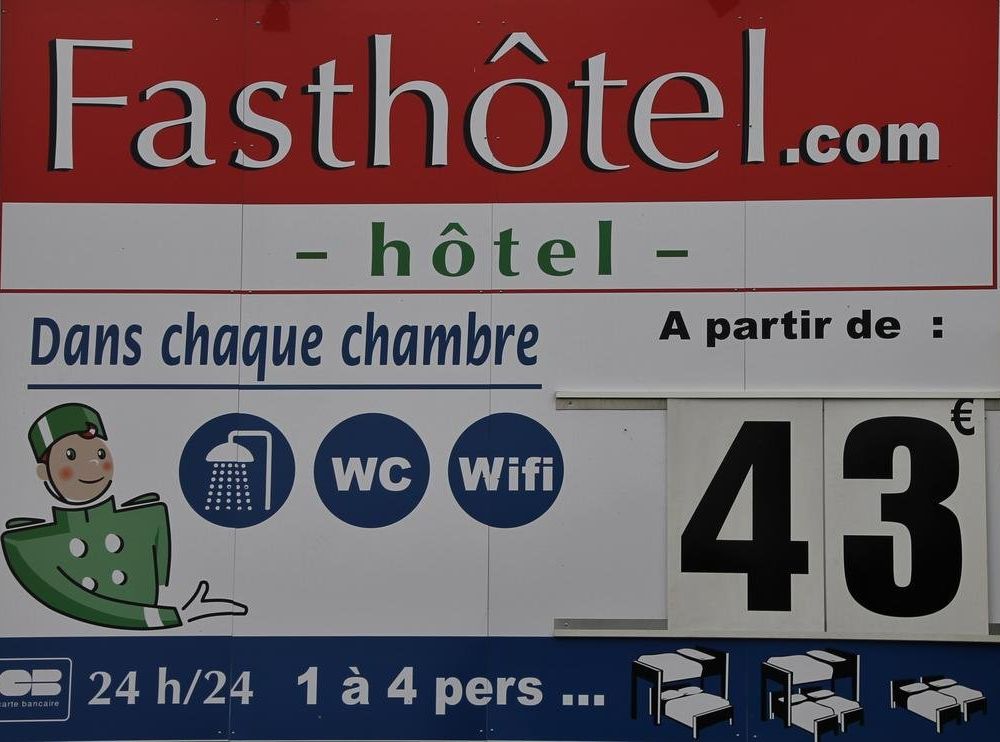 Fasthôtel.com
- hôtel -
Dans chaque chambre
A partir de :
WC
Wifi
43 €
CB
carte bancaire
24 h/24
1 à 4 pers ...